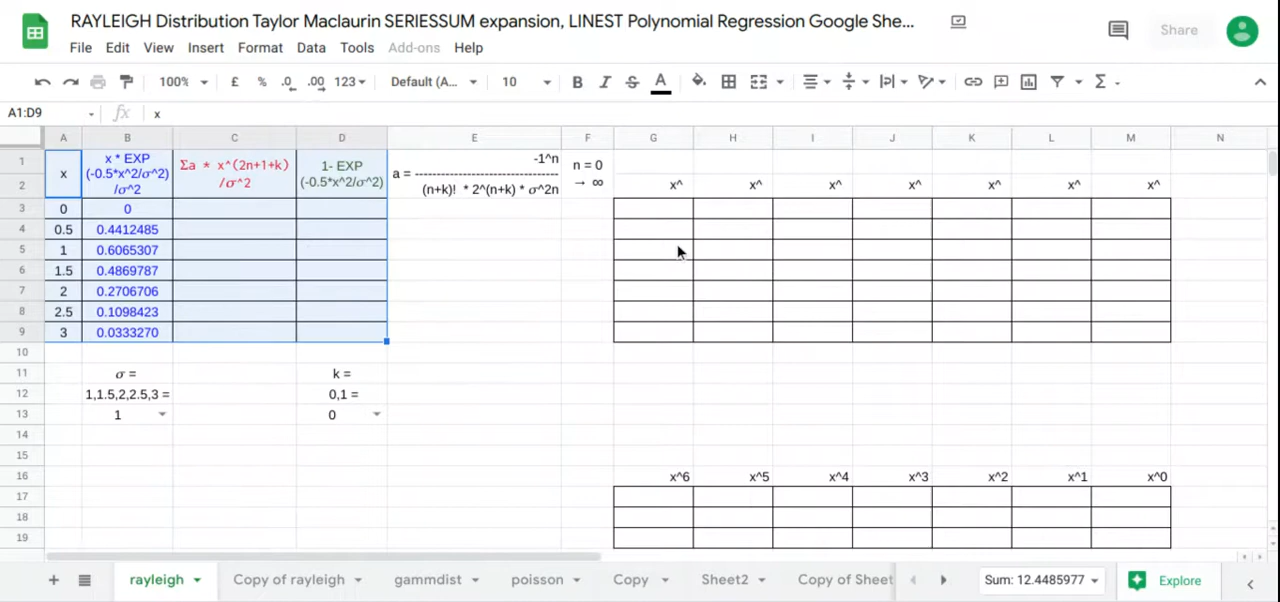 RAYLEIGH Distribution Taylor Maclaurin SERIESSUM expansion, LINEST Polynomial Regression Google She...
Share
File Edit View Insert Format Data Tools Add-ons Help
100% £ % .0 .00 123 Default (A... 10 B I S A Σ
A1:D9 fx x
A B C D E F G H I J K L M N
1 x x * EXP (-0.5*x^2/σ^2) /σ^2 Σa * x^(2n+1+k) /σ^2 1- EXP (-0.5*x^2/σ^2) a = -1^n ------------------------------ (n+k)! * 2^(n+k) * σ^2n n = 0 → ∞
2 x^ x^ x^ x^ x^ x^ x^
3 0 0
4 0.5 0.4412485
5 1 0.6065307
6 1.5 0.4869787
7 2 0.2706706
8 2.5 0.1098423
9 3 0.0333270
10
11 σ = k =
12 1,1.5,2,2.5,3 = 0,1 =
13 1 0
14
15
16 x^6 x^5 x^4 x^3 x^2 x^1 x^0
17
18
19
+ rayleigh Copy of rayleigh gammdist poisson Copy Sheet2 Copy of Sheet Sum: 12.4485977 Explore